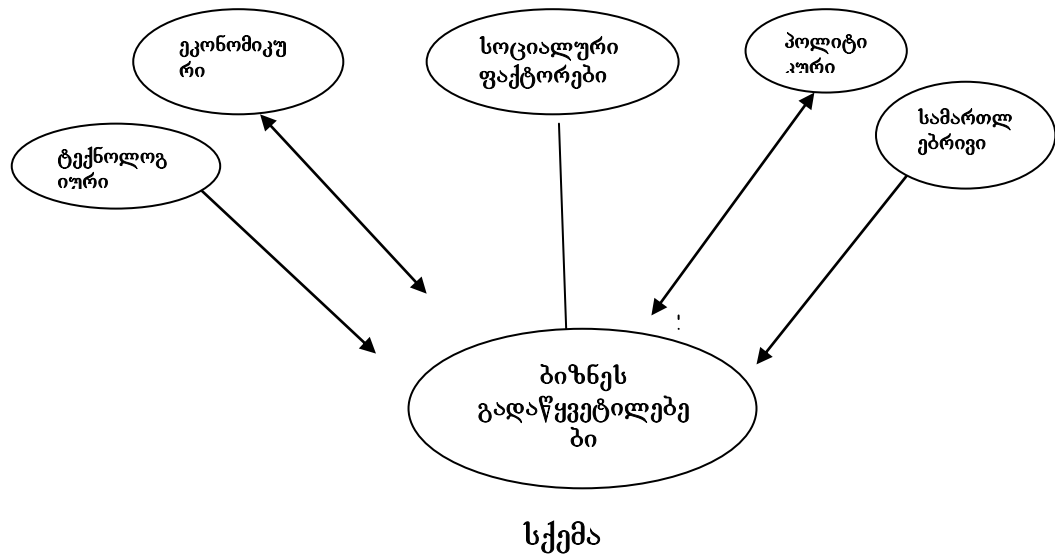 ეკონომიკუ
რი
სოციალური
ფაქტორები
პოლიტი
კური
სამართლ
ებრივი
ტექნოლოგ
იური
ბიზნეს
გადაწყვეტილებე
ბი
სქემა